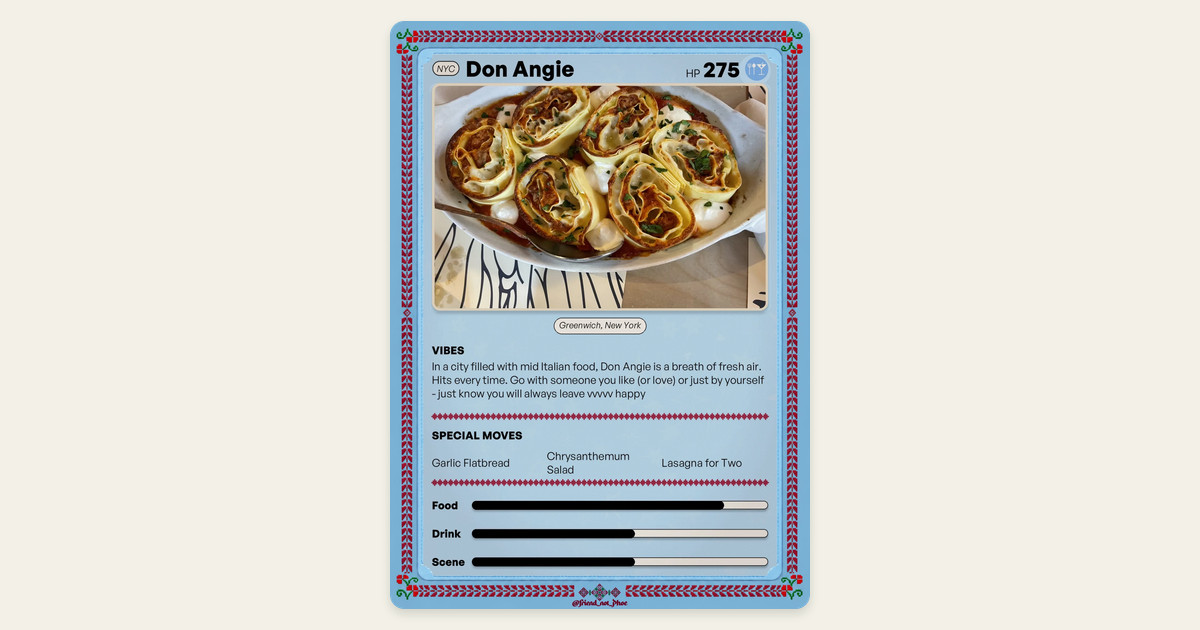 NYC Don Angie HP 275
Greenwich, New York
VIBES
In a city filled with mid Italian food, Don Angie is a breath of fresh air.
Hits every time. Go with someone you like (or love) or just by yourself
- just know you will always leave vvvvv happy
SPECIAL MOVES
Garlic Flatbread
Chrysanthemum
Salad
Lasagna for Two
Food
Drink
Scene
@friend_not_phoe